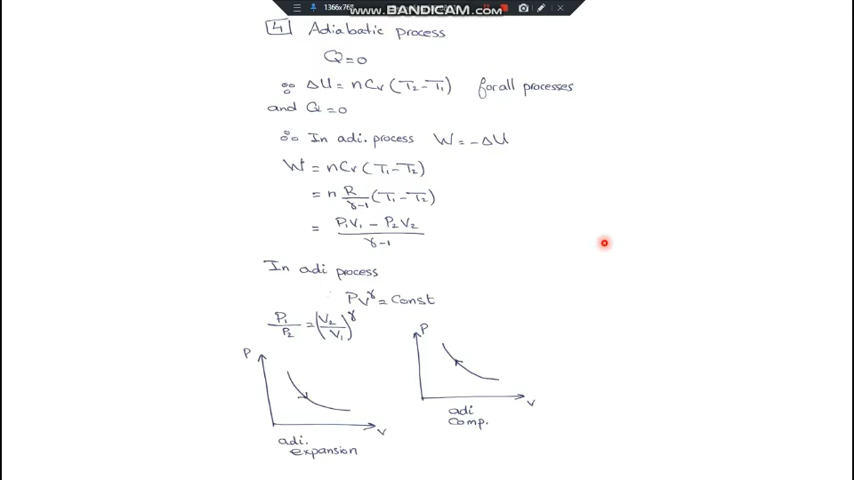 1366x768
www.BANDICAM.com
4 Adiabatic process
Q=0
∴ ΔU = nCv (T2-T1) for all processes
and Q=0
∴ In adi. process W = -ΔU
W = nCv (T1-T2)
= n R/γ-1 (T1-T2)
= P1V1 - P2V2 / γ-1
In adi process
PV^γ = Const
P1/P2 = (V2/V1)^γ
P
V
adi.
expansion
P
V
adi
Comp.